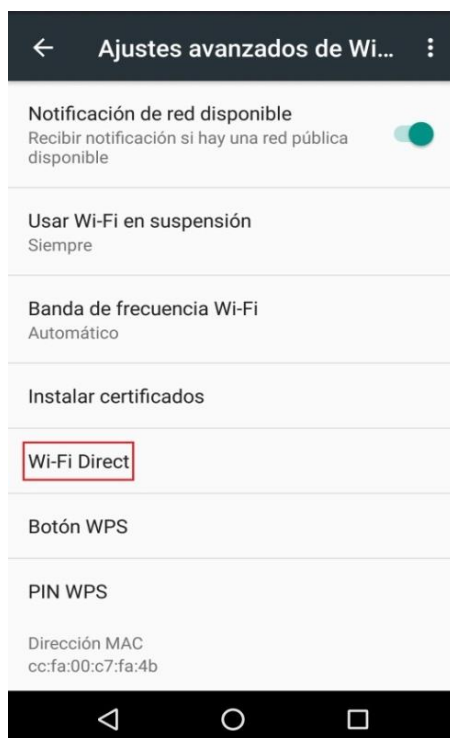 Ajustes avanzados de Wi...
Notificación de red disponible
Recibir notificación si hay una red pública
disponible
Usar Wi-Fi en suspensión
Siempre
Banda de frecuencia Wi-Fi
Automático
Instalar certificados
Wi-Fi Direct
Botón WPS
PIN WPS
Dirección MAC
cc:fa:00:c7:fa:4b